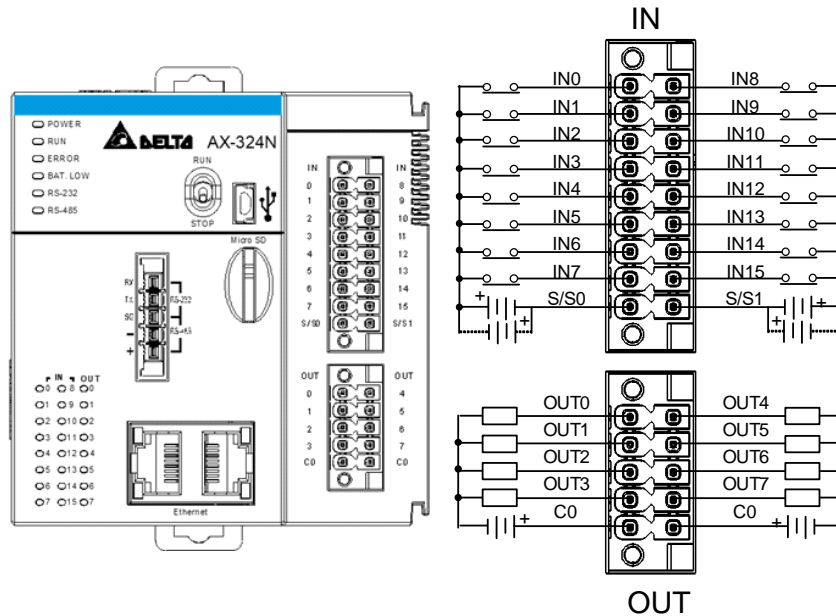 POWER
RUN
ERROR
BAT. LOW
RS-232
RS-485
DELTA AX-324N
RUN
STOP
Micro SD
RX
TX
SG
−
+
RS-232
RS-485
IN OUT
0 8 0
1 9 1
2 10 2
3 11 3
4 12 4
5 13 5
6 14 6
7 15 7
Ethernet
IN IN
0 8
1 9
2 10
3 11
4 12
5 13
6 14
7 15
S/S0 S/S1
OUT OUT
0 4
1 5
2 6
3 7
C0 C0
IN
IN0 IN8
IN1 IN9
IN2 IN10
IN3 IN11
IN4 IN12
IN5 IN13
IN6 IN14
IN7 IN15
+ S/S0 S/S1 +
+ +
OUT0 OUT4
OUT1 OUT5
OUT2 OUT6
OUT3 OUT7
+ C0 C0 +
OUT